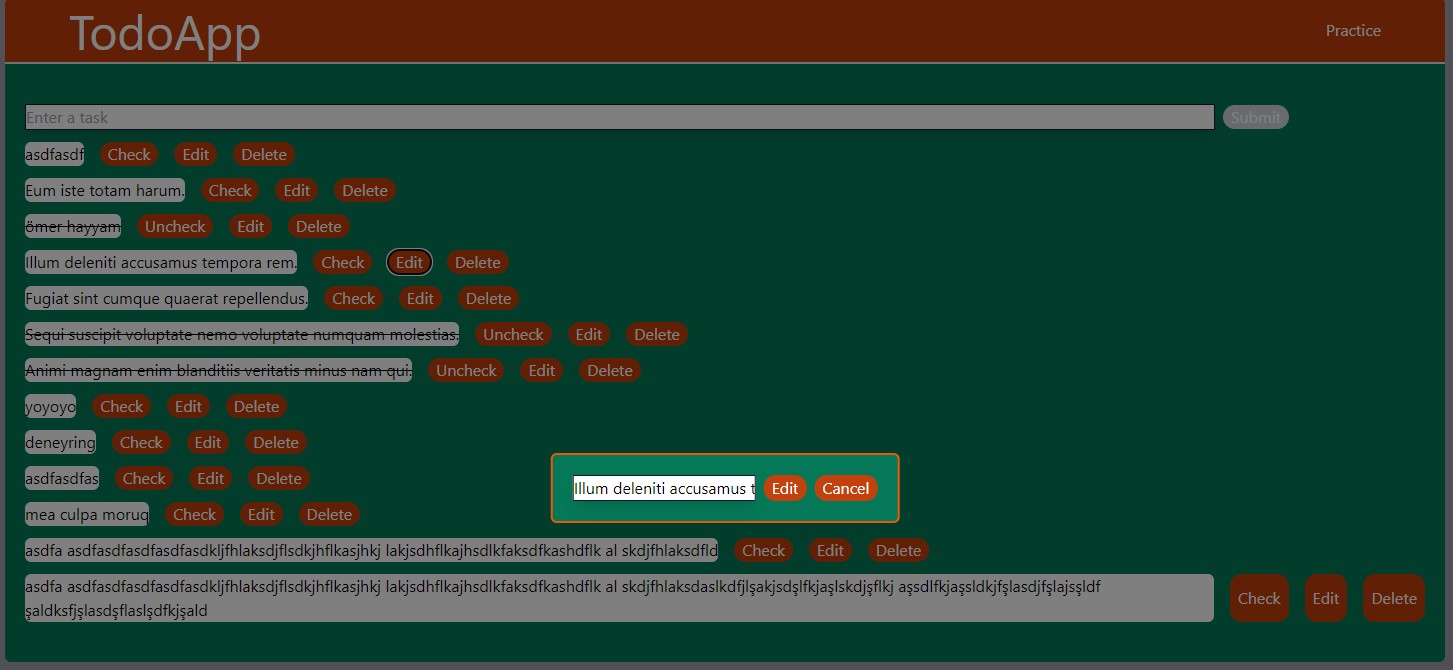 TodoApp Practice
Enter a task Submit
asdfasdf Check Edit Delete
Eum iste totam harum. Check Edit Delete
ömer hayyam Uncheck Edit Delete
Illum deleniti accusamus tempora rem. Check Edit Delete
Fugiat sint cumque quaerat repellendus. Check Edit Delete
Sequi suscipit voluptate nemo voluptate numquam molestias. Uncheck Edit Delete
Animi magnam enim blanditiis veritatis minus nam qui. Uncheck Edit Delete
yoyoyo Check Edit Delete
deneyring Check Edit Delete
asdfasdfas Check Edit Delete
Illum deleniti accusamus t Edit Cancel
mea culpa moruq Check Edit Delete
asdfa asdfasdfasdfasdfasdkljfhlaksdjflsdkjhflkasjhkj lakjsdhflkajhsdlkfaksdfkashdflk al skdjfhlaksdfld Check Edit Delete
asdfa asdfasdfasdfasdfasdkljfhlaksdjflsdkjhflkasjhkj lakjsdhflkajhsdlkfaksdfkashdflk al skdjfhlaksdaslkdfjlşakjsdşlfkjaşlskdjşflkj aşsdlfkjaşsldkjfşlasdjfşlajsşldf
şaldksfjşlasdşflaslşdfkjşald Check Edit Delete